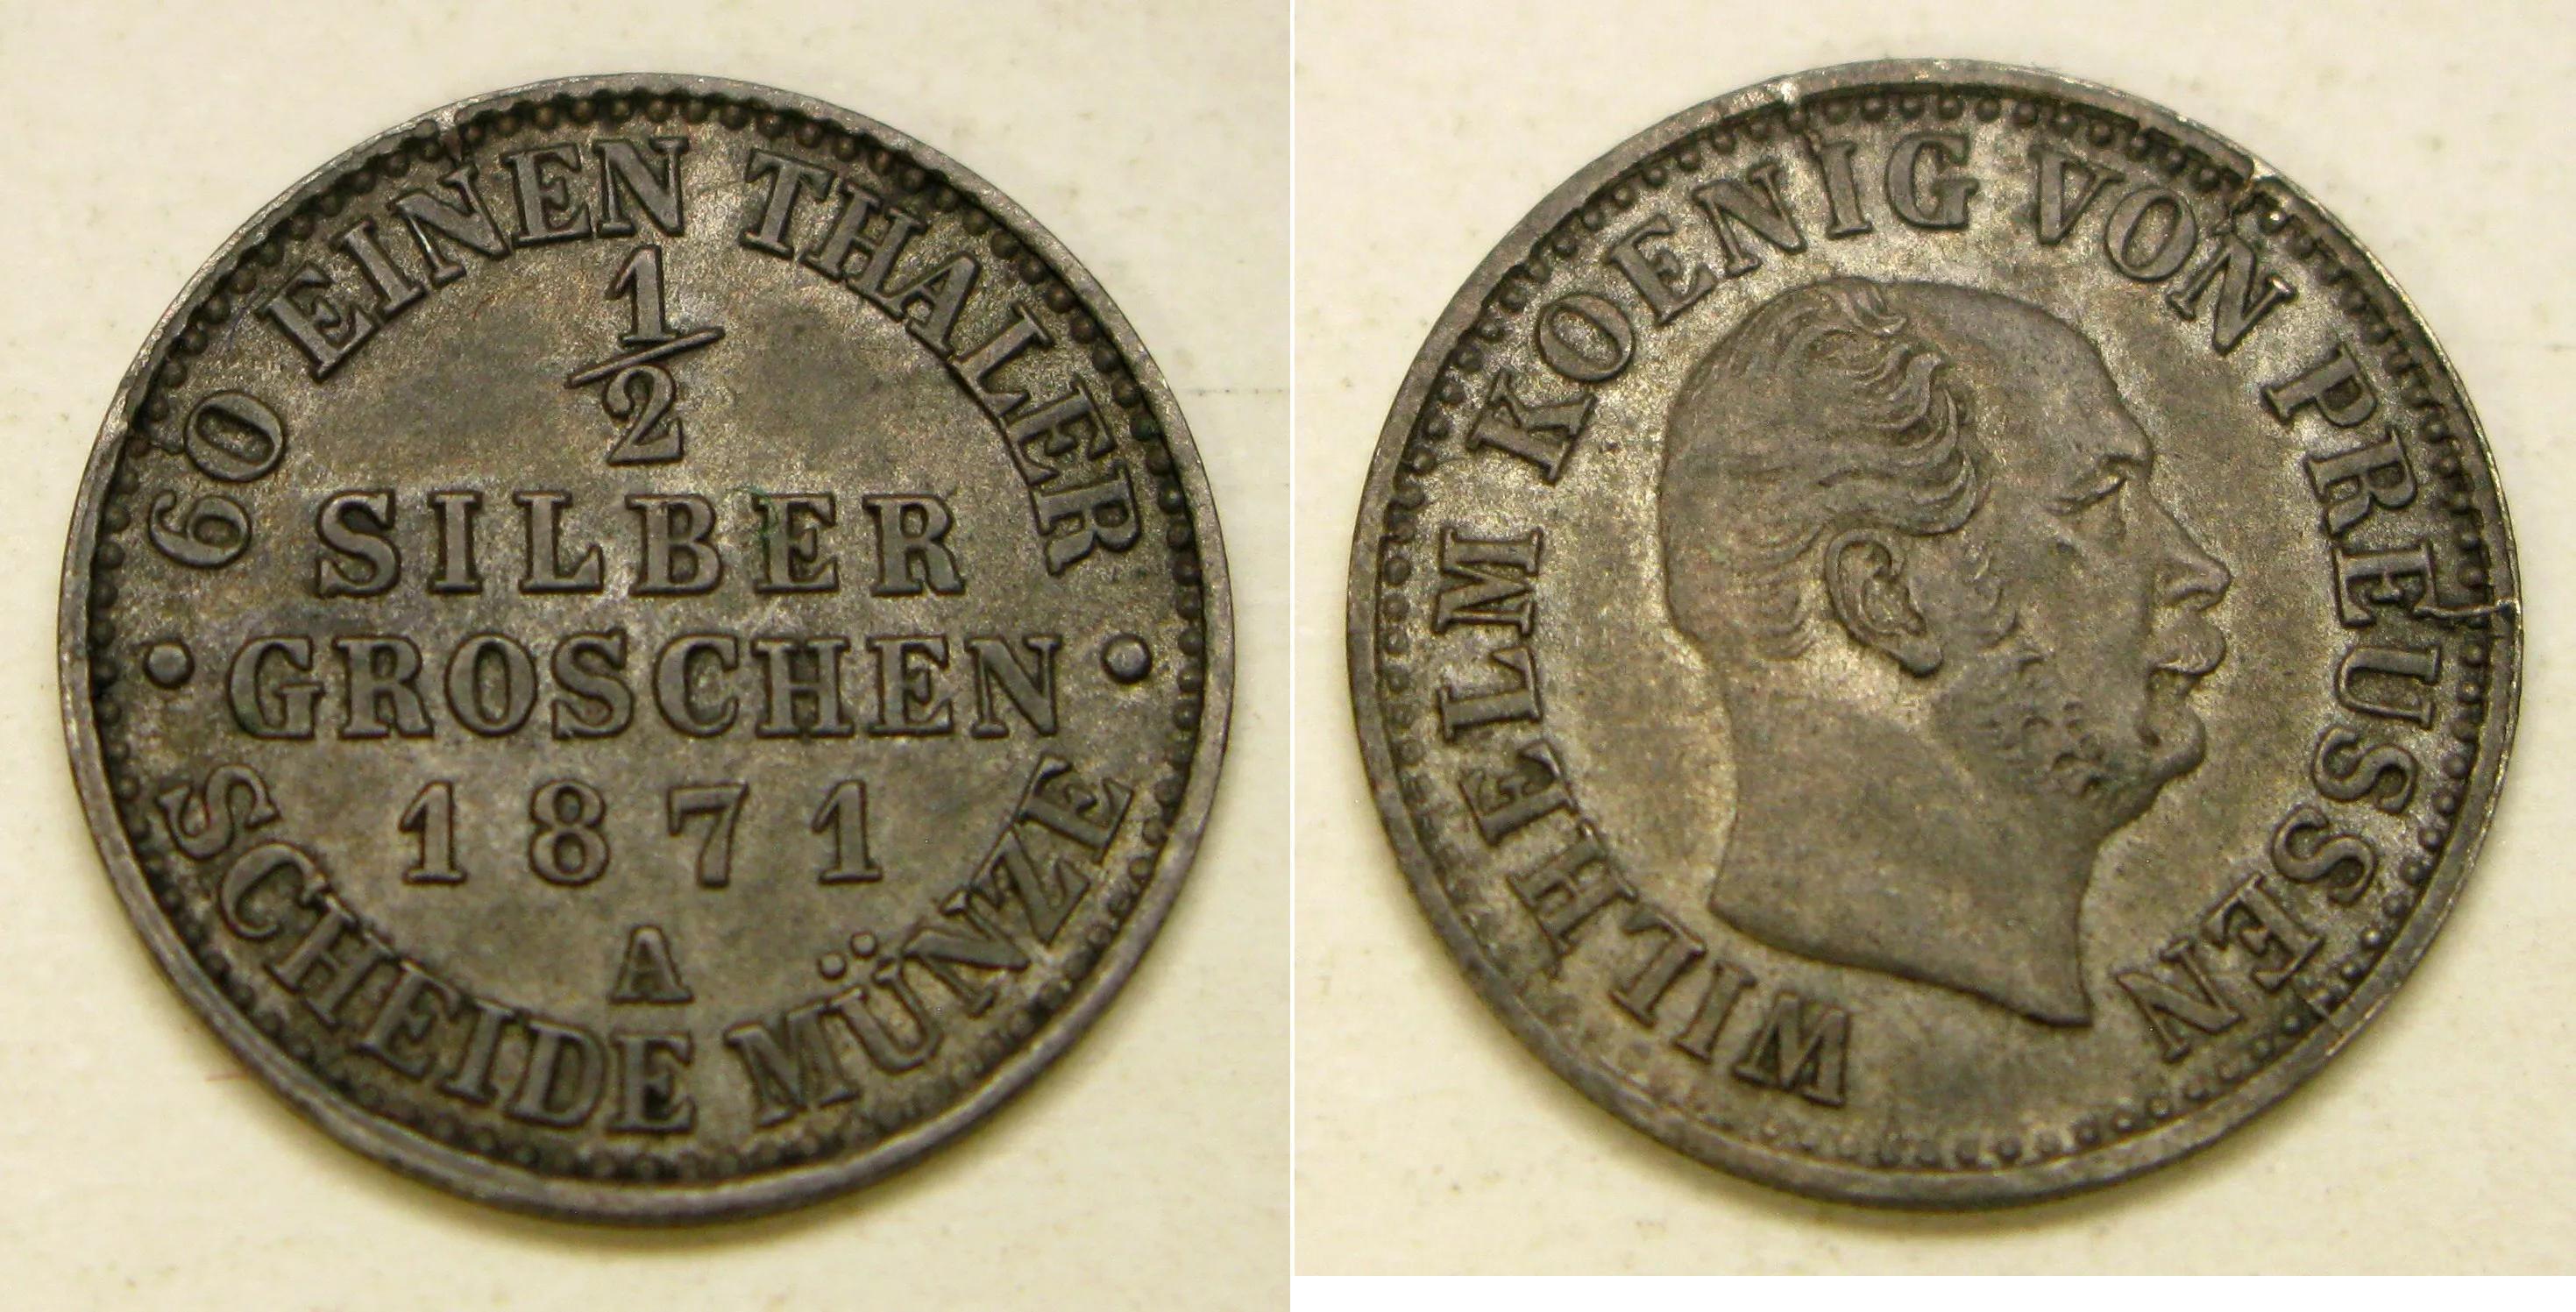 60 EINEN THALER
1/2
SILBER
GROSCHEN
1871
A
SCHEIDE MÜNZE
WILHELM KOENIG VON PREUSSEN